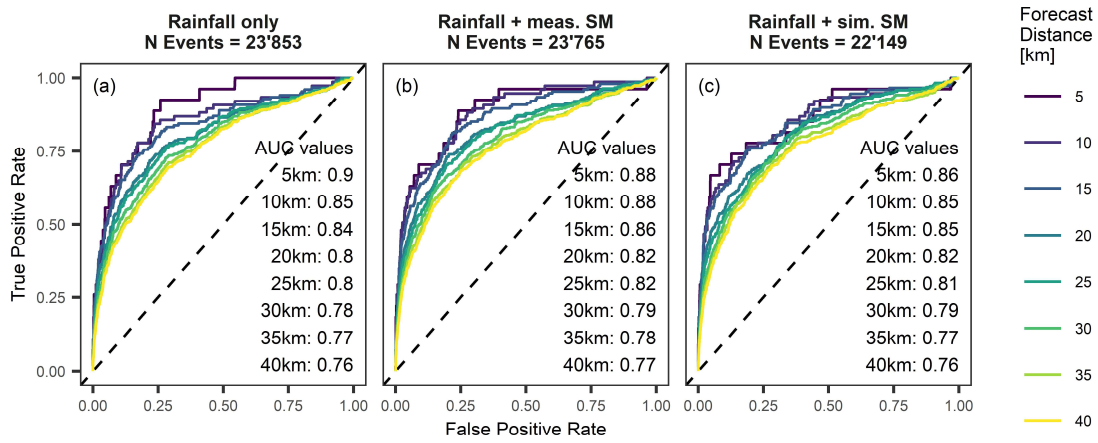 Rainfall only
N Events = 23'853
Rainfall + meas. SM
N Events = 23'765
Rainfall + sim. SM
N Events = 22'149
True Positive Rate
1.00
0.75
0.50
0.25
0.00
(a)
AUC values
5km: 0.9
10km: 0.85
15km: 0.84
20km: 0.8
25km: 0.8
30km: 0.78
35km: 0.77
40km: 0.76
0.00 0.25 0.50 0.75 1.00
(b)
AUC values
5km: 0.88
10km: 0.88
15km: 0.86
20km: 0.82
25km: 0.82
30km: 0.79
35km: 0.78
40km: 0.77
0.00 0.25 0.50 0.75 1.00
(c)
AUC values
5km: 0.86
10km: 0.85
15km: 0.85
20km: 0.82
25km: 0.81
30km: 0.79
35km: 0.77
40km: 0.76
0.00 0.25 0.50 0.75 1.00
False Positive Rate
Forecast
Distance
[km]
5
10
15
20
25
30
35
40